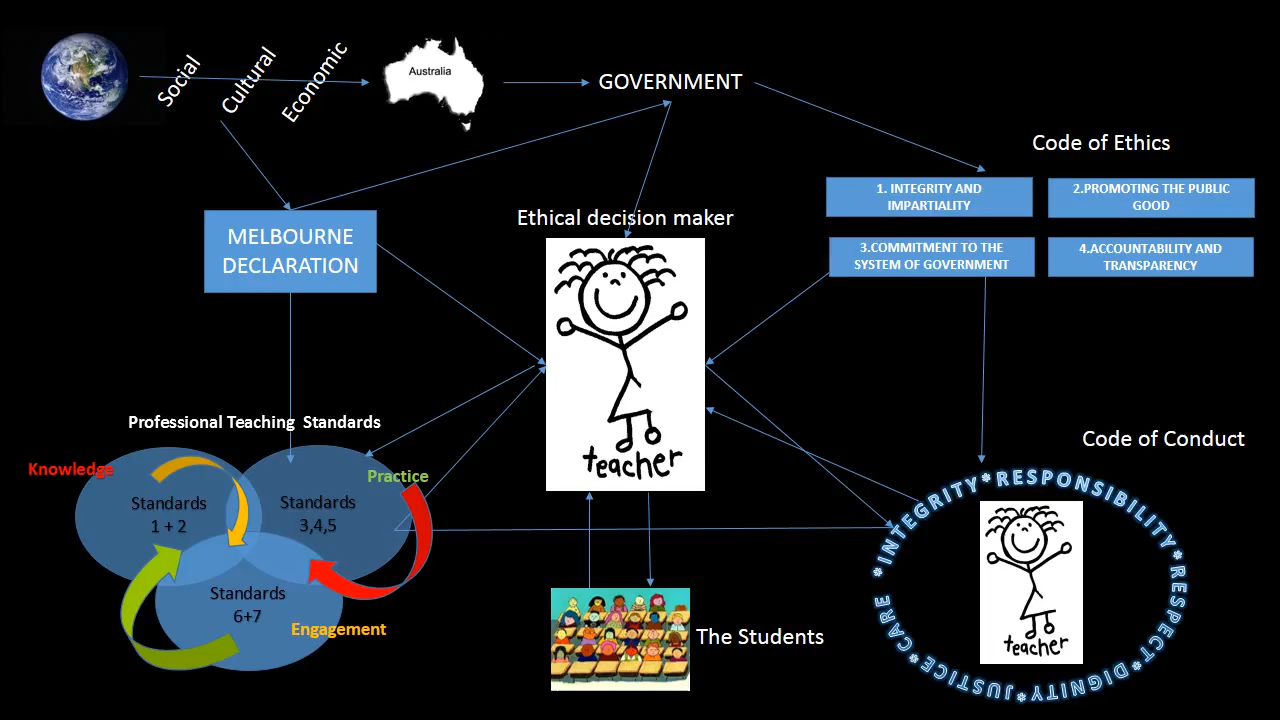 Social
Cultural
Economic
Australia
GOVERNMENT
Code of Ethics
1. INTEGRITY AND
IMPARTIALITY
2.PROMOTING THE PUBLIC
GOOD
3.COMMITMENT TO THE
SYSTEM OF GOVERNMENT
4.ACCOUNTABILITY AND
TRANSPARENCY
MELBOURNE
DECLARATION
Ethical decision maker
teacher
Professional Teaching Standards
Knowledge
Practice
Standards
1 + 2
Standards
3,4,5
Standards
6+7
Engagement
The Students
Code of Conduct
*INTEGRITY*RESPONSIBILITY*RESPECT*DIGNITY*JUSTICE*CARE
teacher